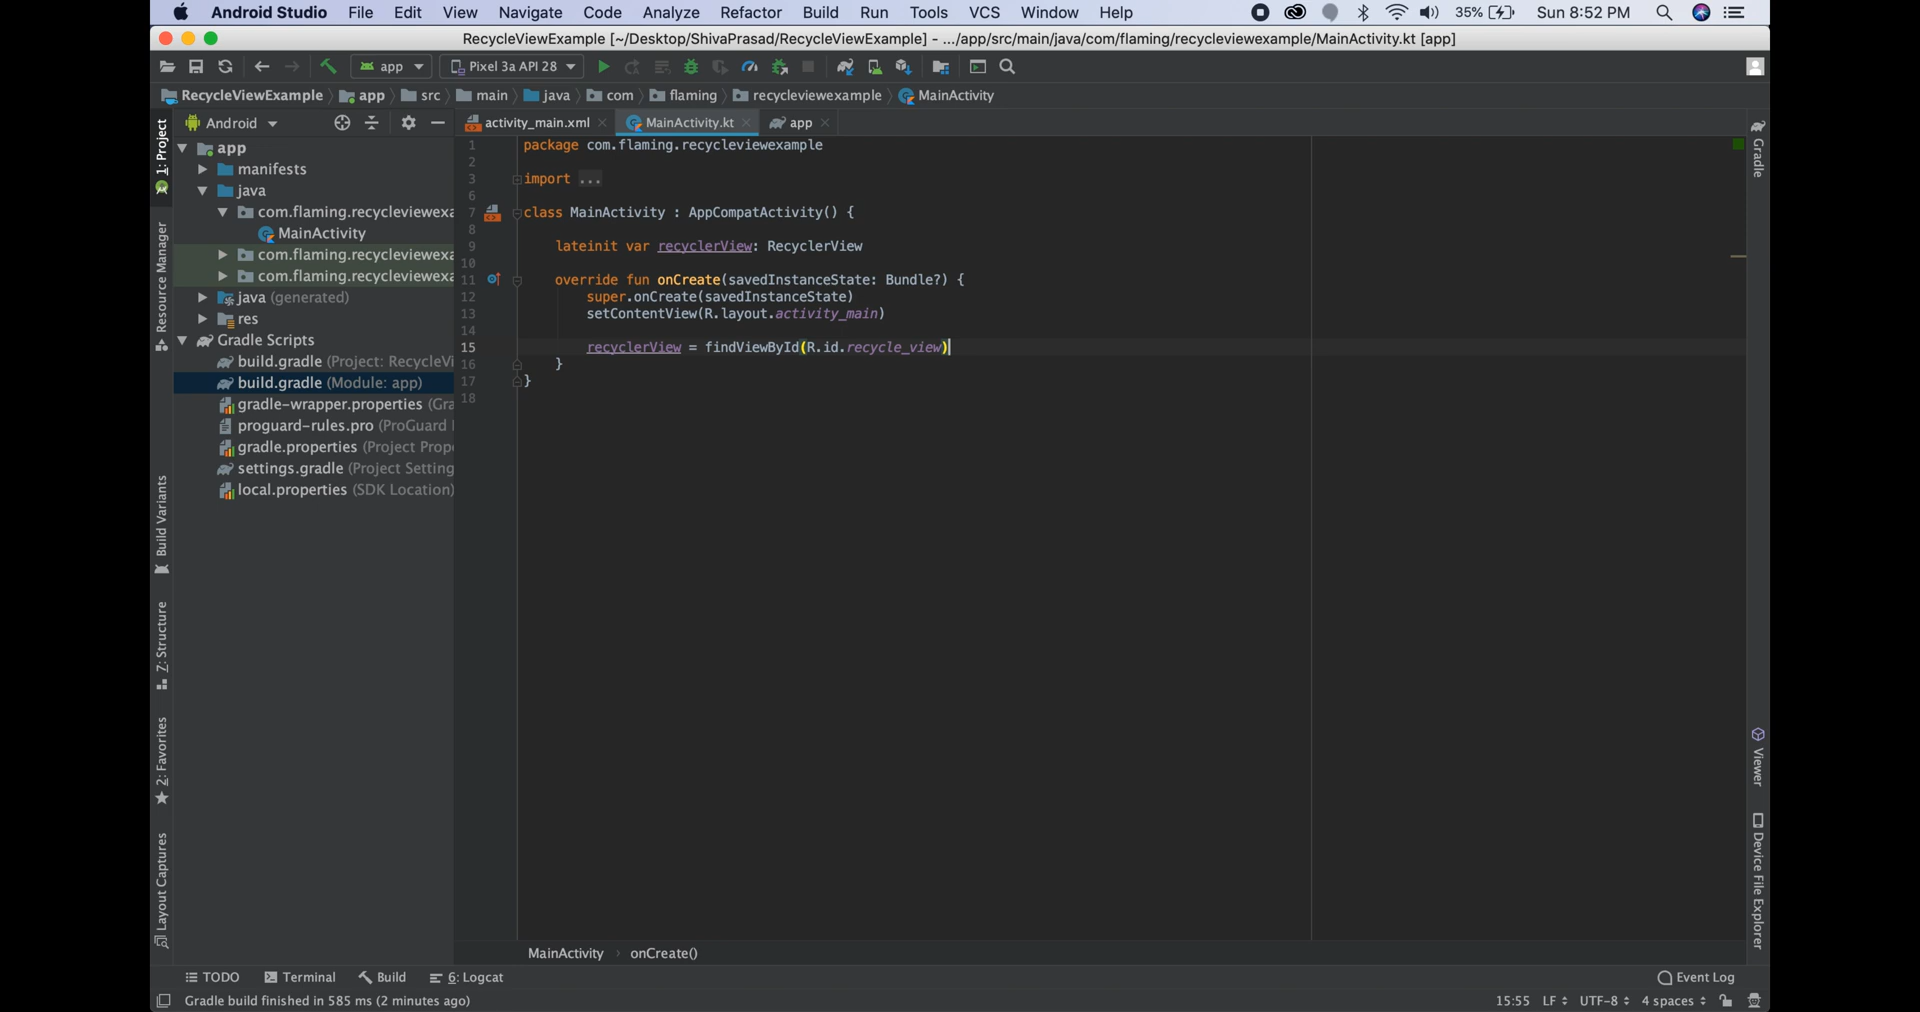 Android Studio File Edit View Navigate Code Analyze Refactor Build Run Tools VCS Window Help 35% Sun 8:52 PM
RecycleViewExample [~/Desktop/ShivaPrasad/RecycleViewExample] - .../app/src/main/java/com/flaming/recycleviewexample/MainActivity.kt [app]
app Pixel 3a API 28
RecycleViewExample app src main java com flaming recycleviewexample MainActivity
Android
activity_main.xml MainActivity.kt app
1: Project
Resource Manager
Build Variants
7: Structure
2: Favorites
Layout Captures
app
manifests
java
com.flaming.recycleviewexa
MainActivity
com.flaming.recycleviewexa
com.flaming.recycleviewexa
java (generated)
res
Gradle Scripts
build.gradle (Project: RecycleVi
build.gradle (Module: app)
gradle-wrapper.properties (Gra
proguard-rules.pro (ProGuard
gradle.properties (Project Prope
settings.gradle (Project Setting
local.properties (SDK Location)
1 package com.flaming.recycleviewexample
2
3 import ...
6
7 class MainActivity : AppCompatActivity() {
8
9 lateinit var recyclerView: RecyclerView
10
11 override fun onCreate(savedInstanceState: Bundle?) {
12 super.onCreate(savedInstanceState)
13 setContentView(R.layout.activity_main)
14
15 recyclerView = findViewById(R.id.recycle_view)
16 }
17 }
18
Gradle
Viewer
Device File Explorer
MainActivity › onCreate()
TODO Terminal Build 6: Logcat Event Log
Gradle build finished in 585 ms (2 minutes ago) 15:55 LF UTF-8 4 spaces